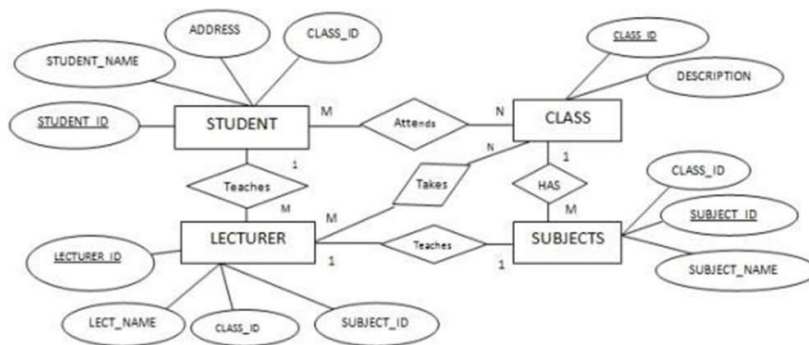 ADDRESS
CLASS_ID
CLASS_ID
STUDENT_NAME
DESCRIPTION
STUDENT_ID
STUDENT
M
Attends
N
CLASS
1
N
1
Teaches
Takes
HAS
CLASS_ID
M
M
M
SUBJECT_ID
LECTURER
Teaches
SUBJECTS
LECTURER_ID
1
1
SUBJECT_NAME
LECT_NAME
CLASS_ID
SUBJECT_ID